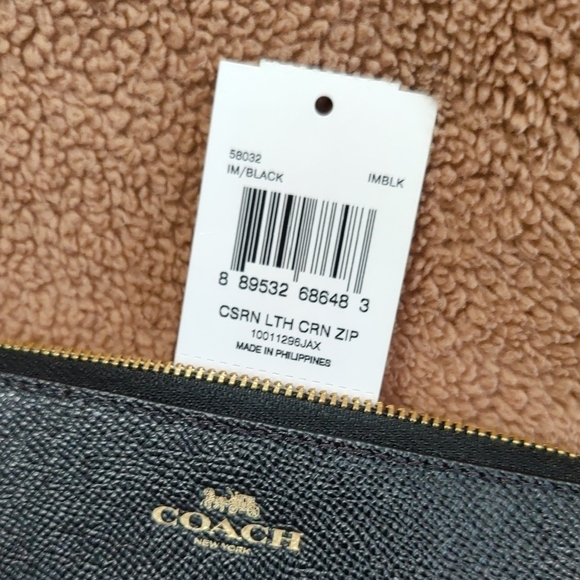 58032
IM/BLACK IMBLK
8 89532 68648 3
CSRN LTH CRN ZIP
10011296JAX
MADE IN PHILIPPINES
COACH
NEW YORK